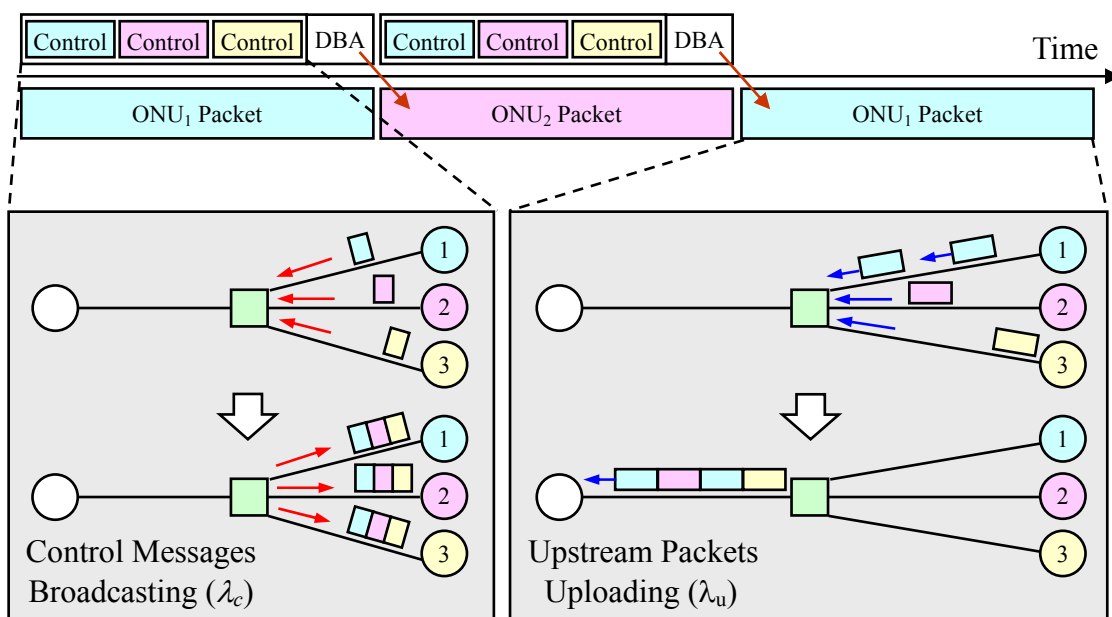 Control Control Control DBA Control Control Control DBA
Time
ONU₁ Packet ONU₂ Packet ONU₁ Packet
1
2
3
1
2
3
Control Messages
Broadcasting (λc)
1
2
3
1
2
3
Upstream Packets
Uploading (λu)